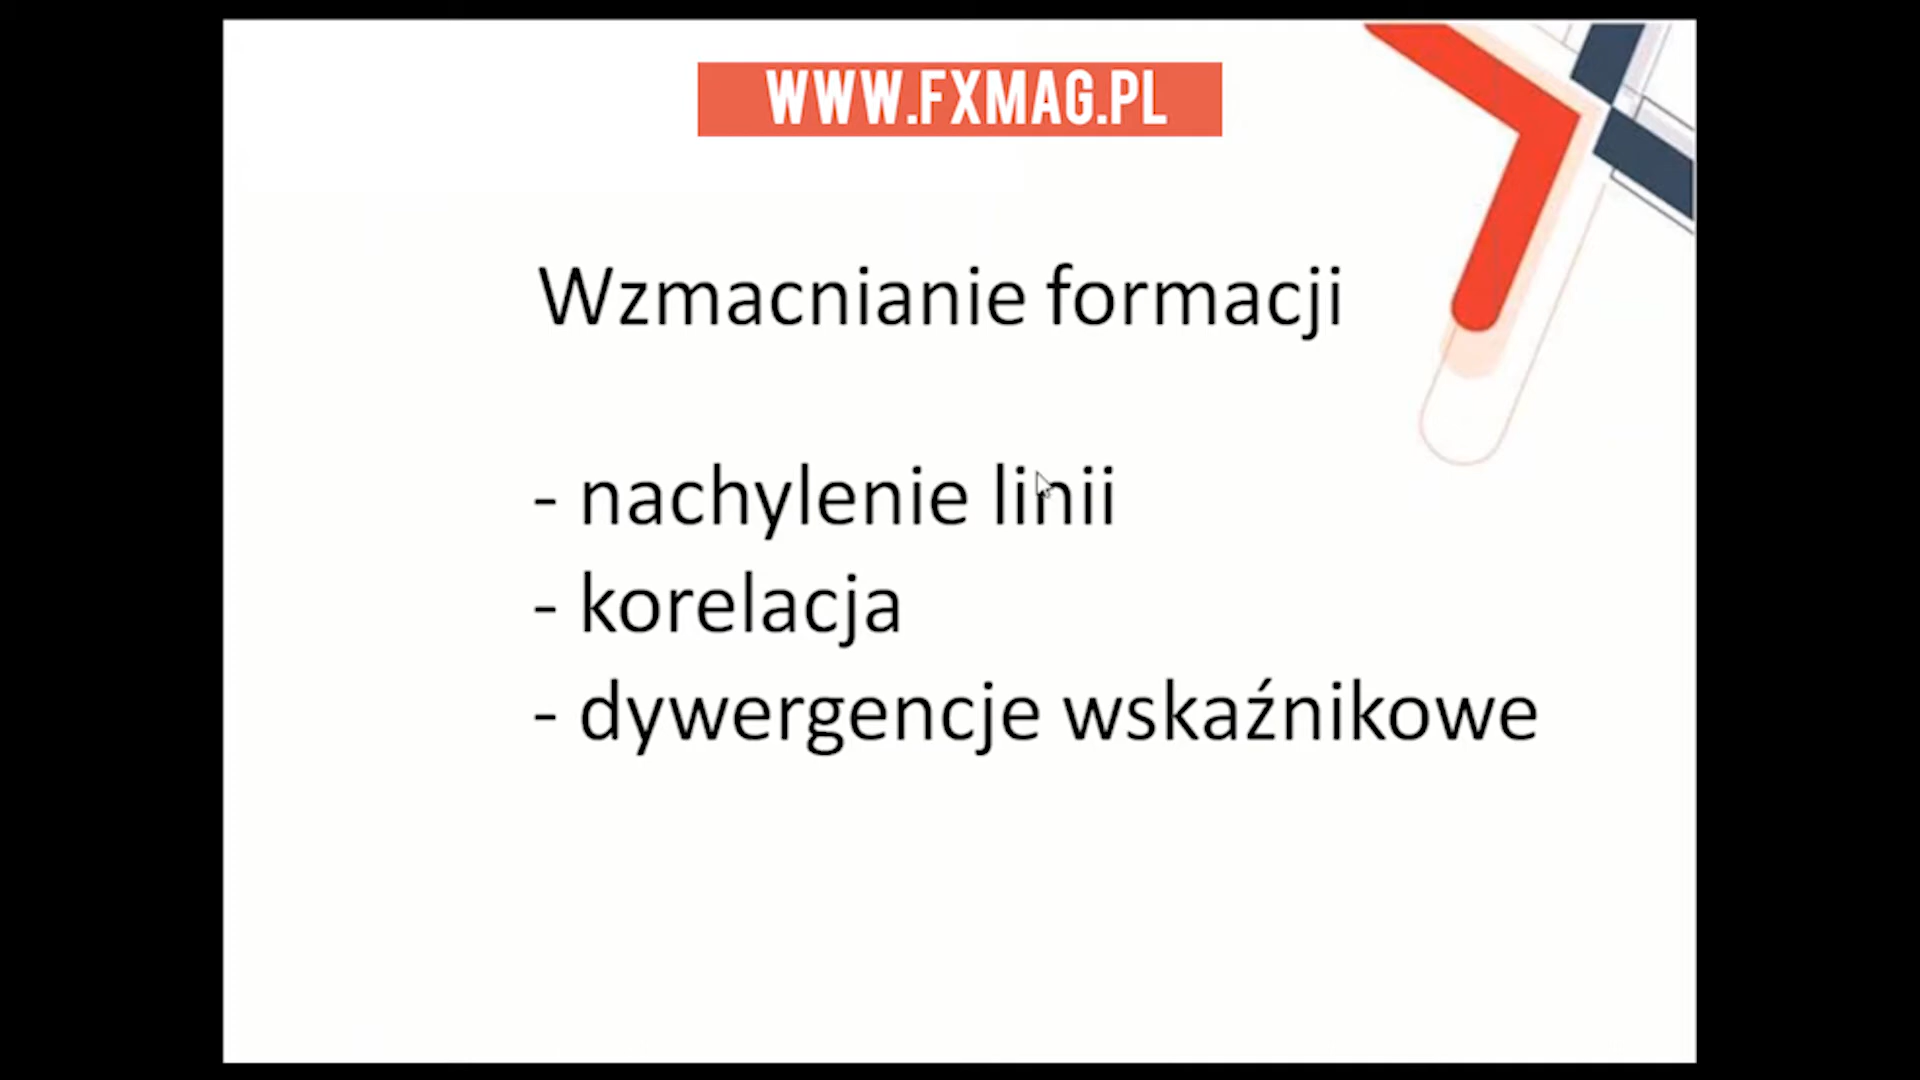 WWW.FXMAG.PL
Wzmacnianie formacji
- nachylenie linii
- korelacja
- dywergencje wskaźnikowe